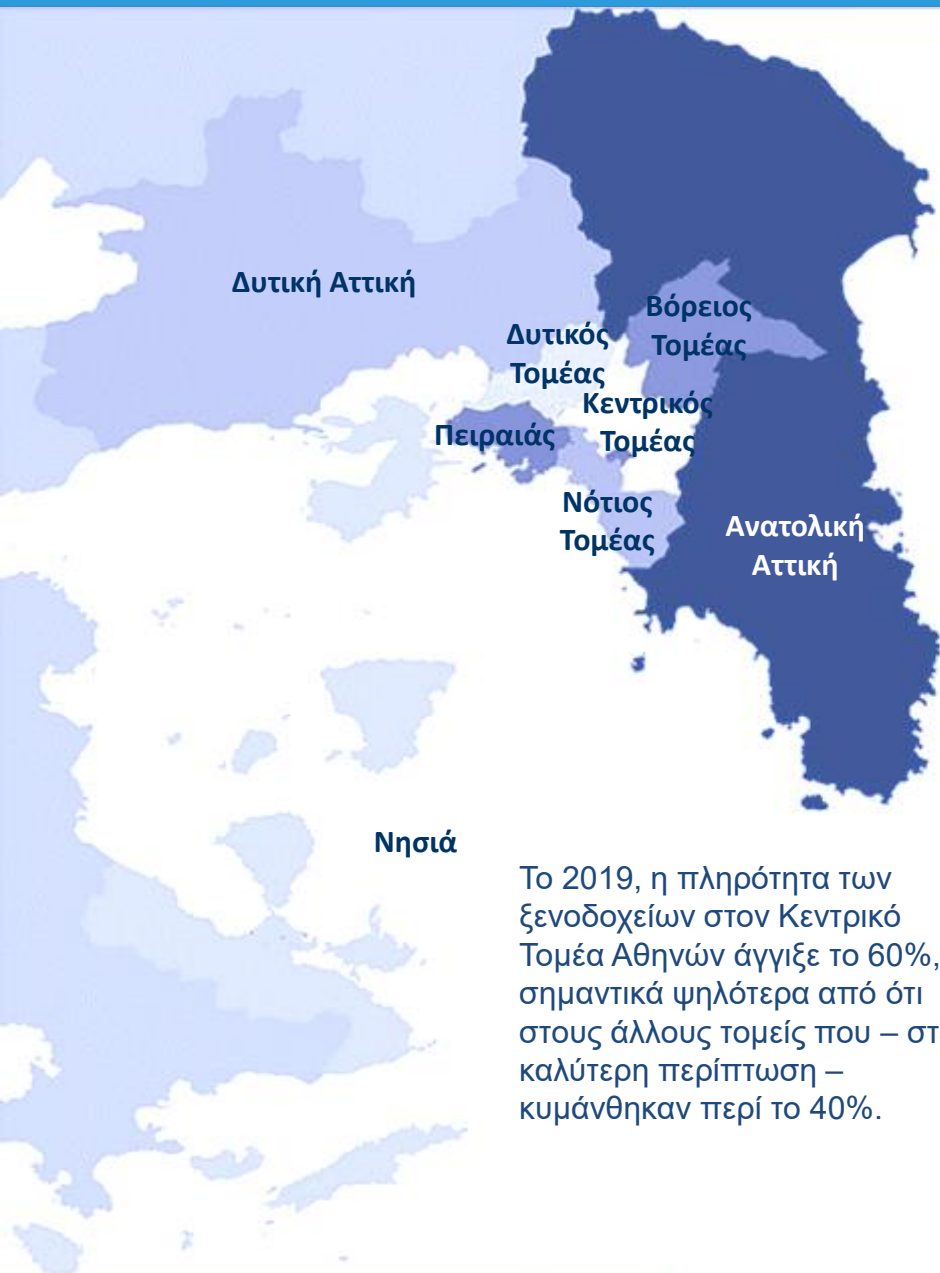 Δυτική Αττική
Βόρειος
Τομέας
Δυτικός
Τομέας
Κεντρικός
Τομέας
Πειραιάς
Νότιος
Τομέας
Ανατολική
Αττική
Νησιά
Το 2019, η πληρότητα των
ξενοδοχείων στον Κεντρικό
Τομέα Αθηνών άγγιξε το 60%,
σημαντικά ψηλότερα από ότι
στους άλλους τομείς που – στ
καλύτερη περίπτωση –
κυμάνθηκαν περί το 40%.